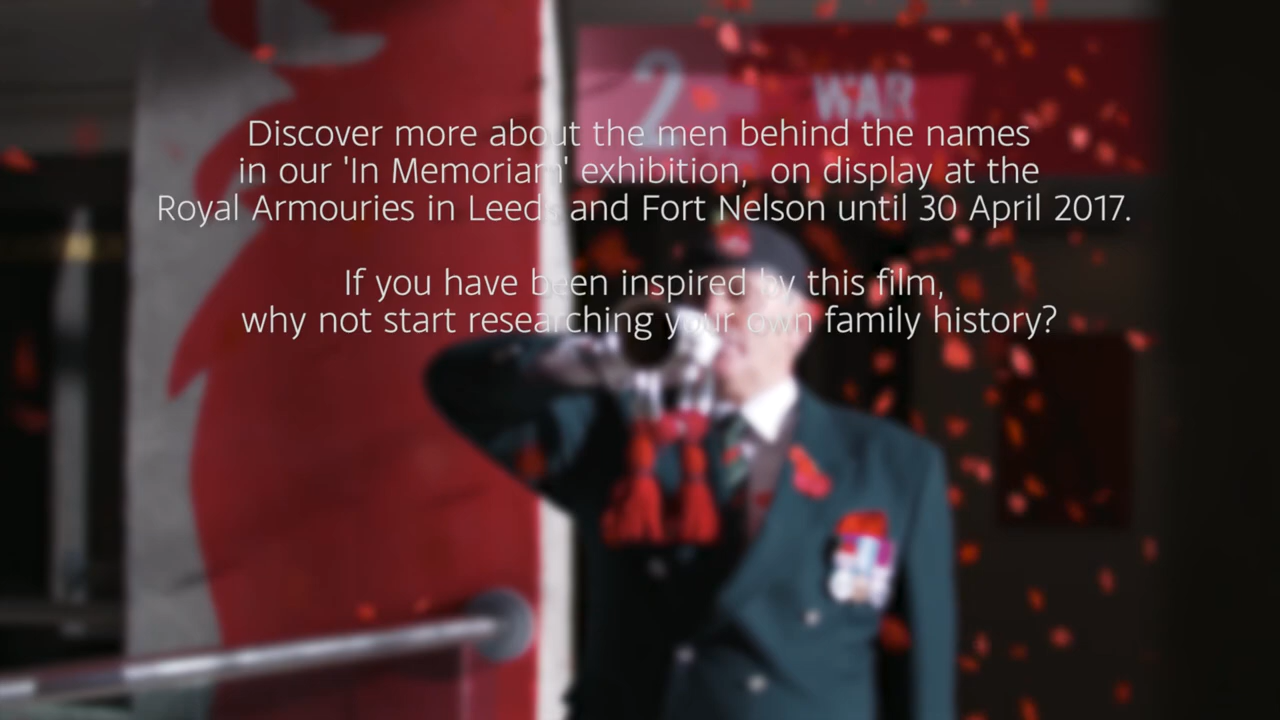 2 WAR
Discover more about the men behind the names
in our 'In Memoriam' exhibition,  on display at the
Royal Armouries in Leeds and Fort Nelson until 30 April 2017.
If you have been inspired by this film,
why not start researching your own family history?